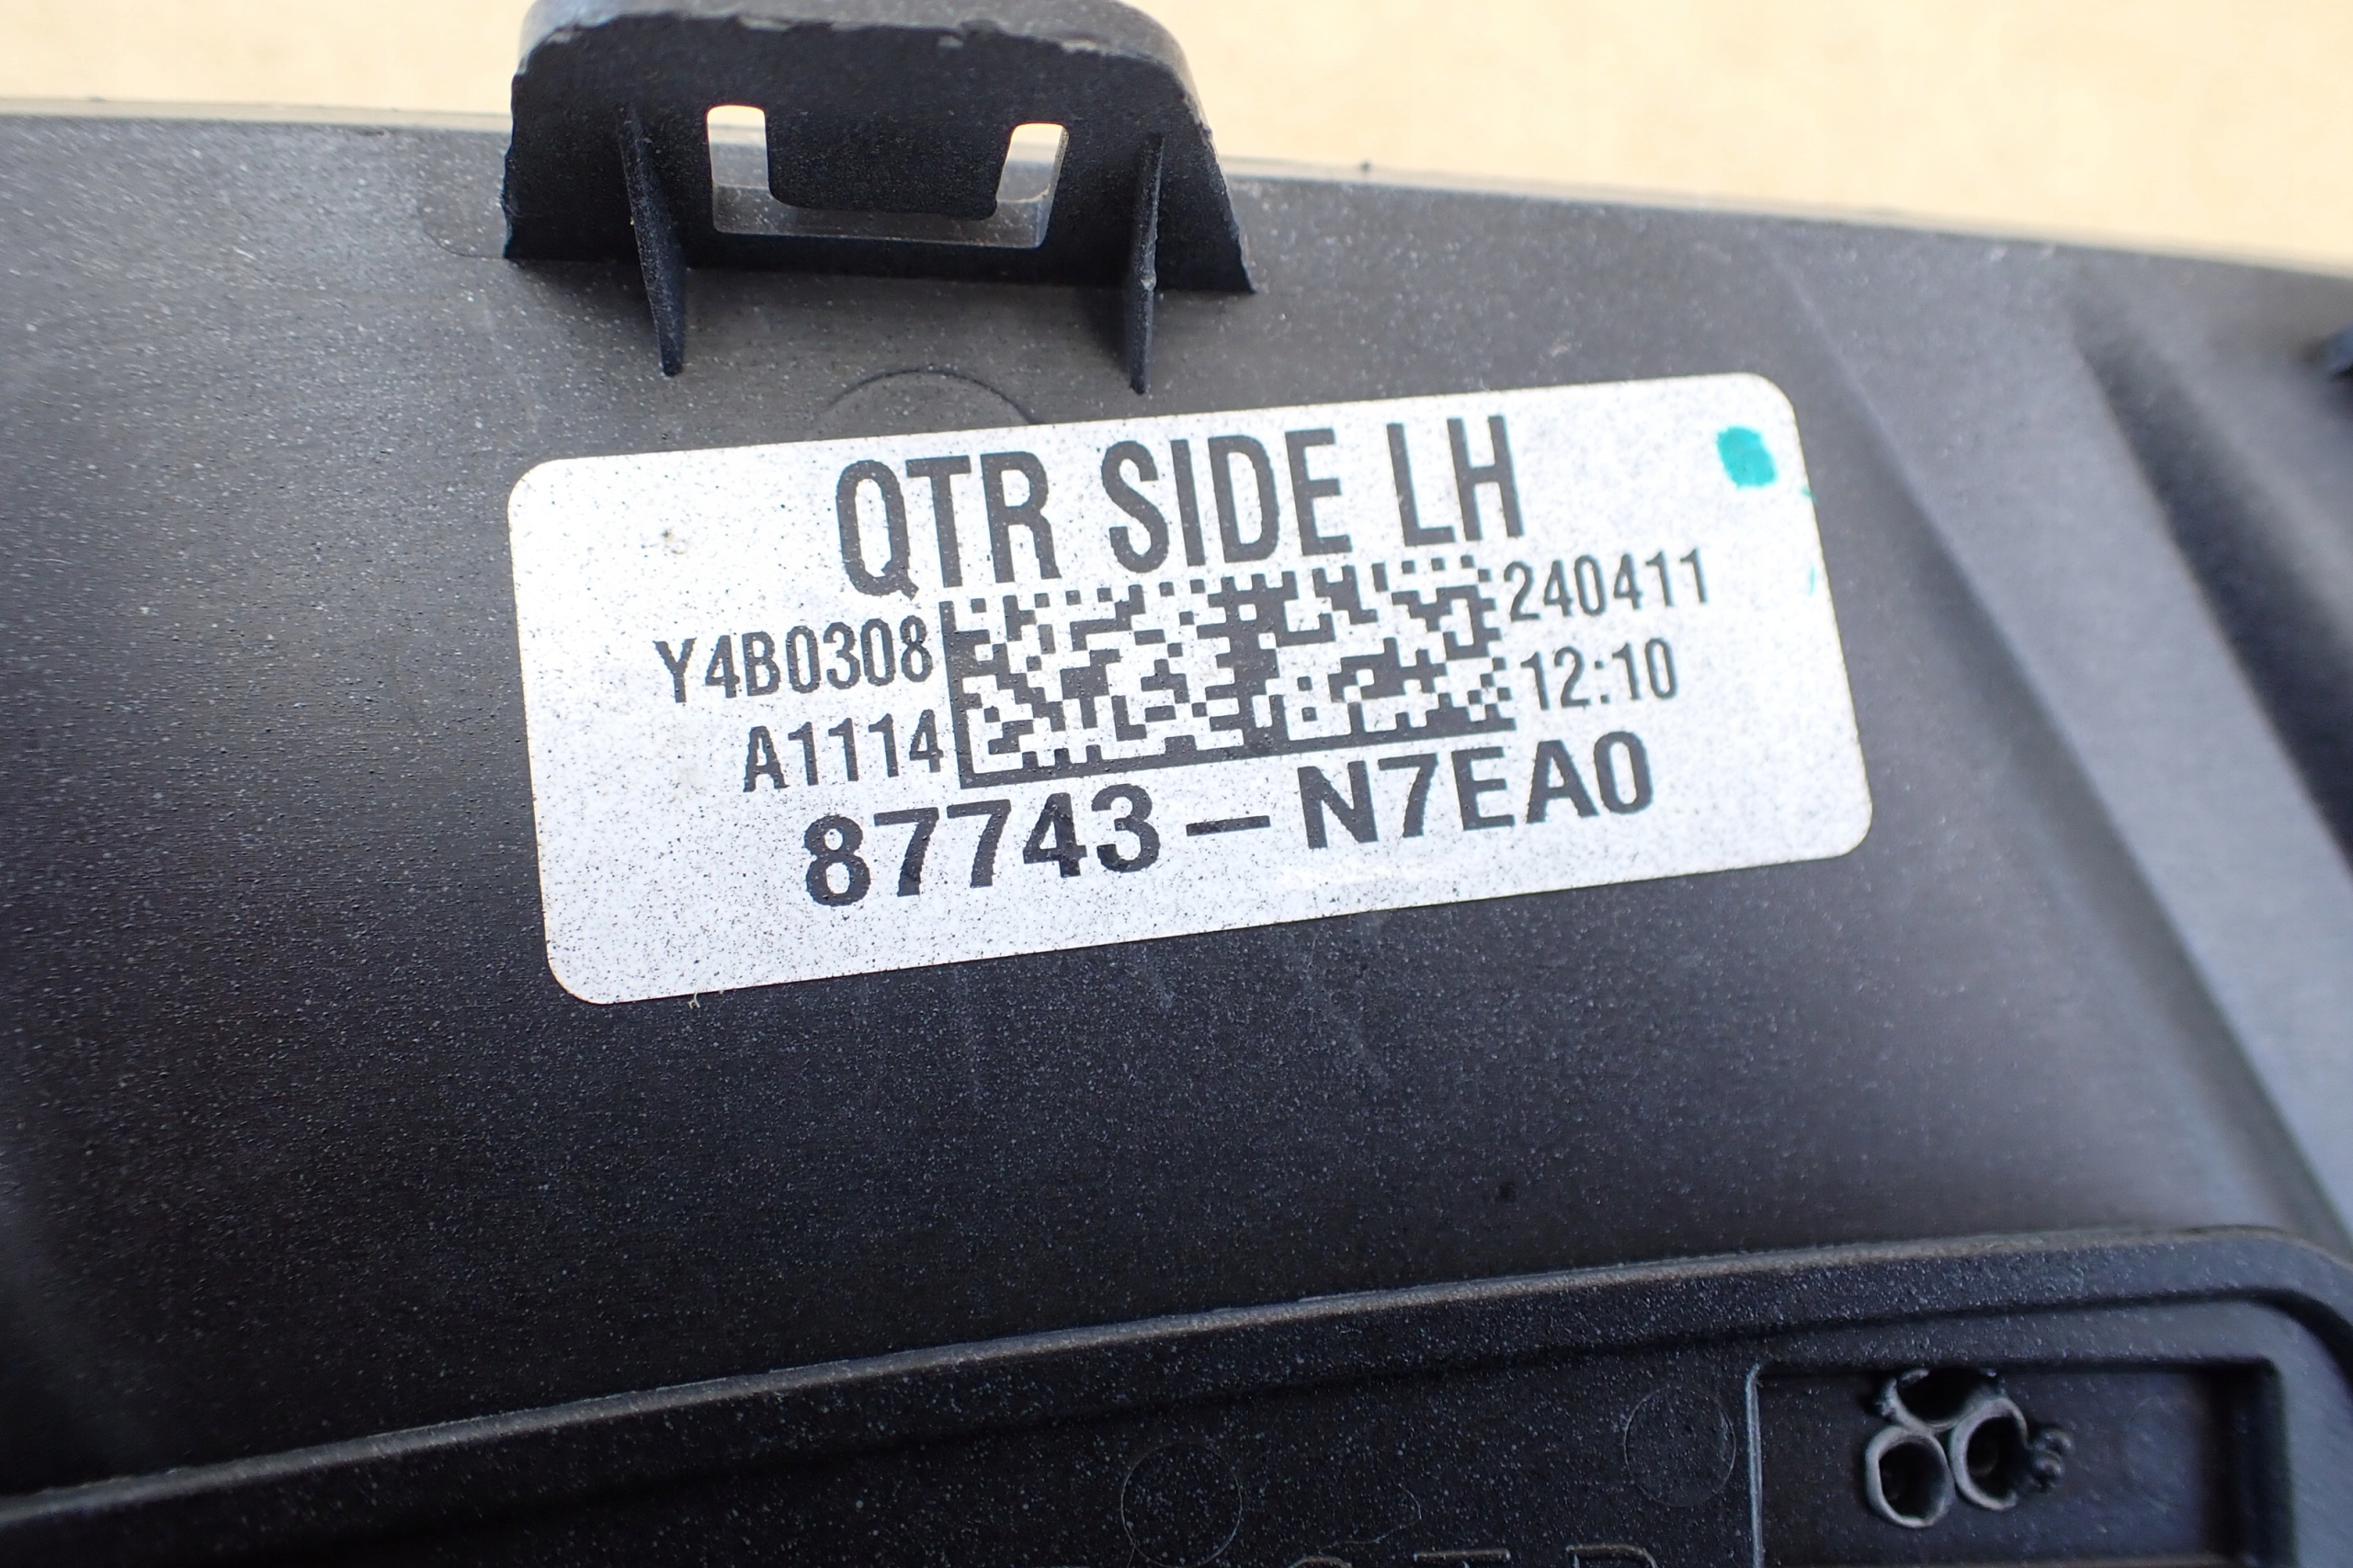 QTR SIDE LH
Y4B0308 240411
A1114 12:10
87743-N7EA0